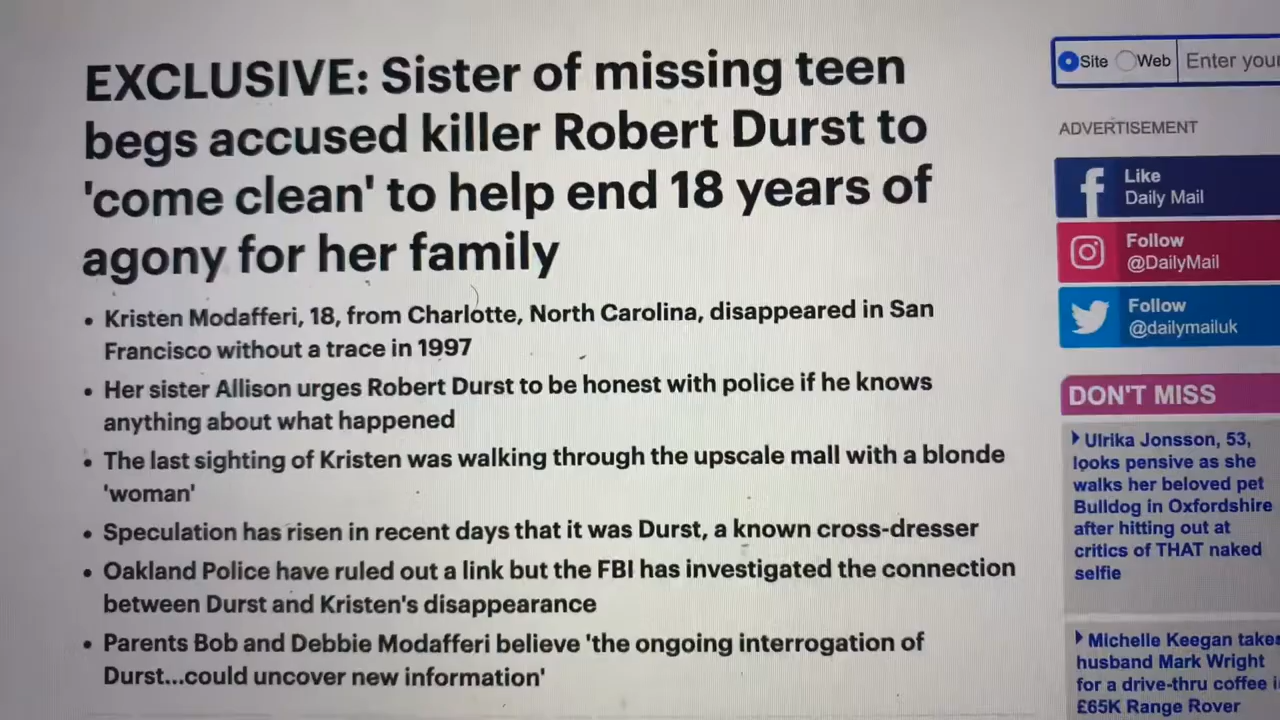 EXCLUSIVE: Sister of missing teen
begs accused killer Robert Durst to
'come clean' to help end 18 years of
agony for her family
• Kristen Modafferi, 18, from Charlotte, North Carolina, disappeared in San
Francisco without a trace in 1997
• Her sister Allison urges Robert Durst to be honest with police if he knows
anything about what happened
• The last sighting of Kristen was walking through the upscale mall with a blonde
'woman'
• Speculation has risen in recent days that it was Durst, a known cross-dresser
• Oakland Police have ruled out a link but the FBI has investigated the connection
between Durst and Kristen's disappearance
• Parents Bob and Debbie Modafferi believe 'the ongoing interrogation of
Durst...could uncover new information'
Site Web Enter you
ADVERTISEMENT
Like
Daily Mail
Follow
@DailyMail
Follow
@dailymailuk
DON'T MISS
Ulrika Jonsson, 53,
looks pensive as she
walks her beloved pet
Bulldog in Oxfordshire
after hitting out at
critics of THAT naked
selfie
Michelle Keegan takes
husband Mark Wright
for a drive-thru coffee i
£65K Range Rover